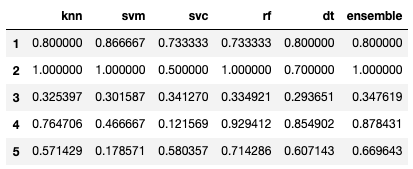 knn svm svc rf dt ensemble
1 0.800000 0.866667 0.733333 0.733333 0.800000 0.800000
2 1.000000 1.000000 0.500000 1.000000 0.700000 1.000000
3 0.325397 0.301587 0.341270 0.334921 0.293651 0.347619
4 0.764706 0.466667 0.121569 0.929412 0.854902 0.878431
5 0.571429 0.178571 0.580357 0.714286 0.607143 0.669643